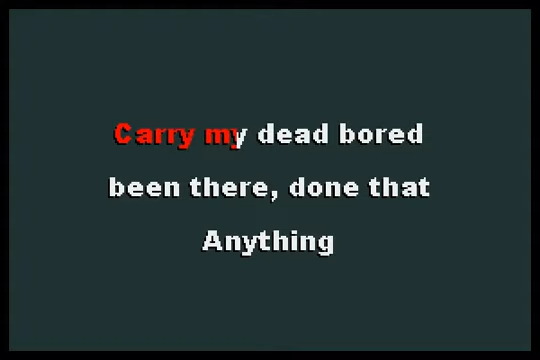 Carry my dead bored
been there, done that
Anything